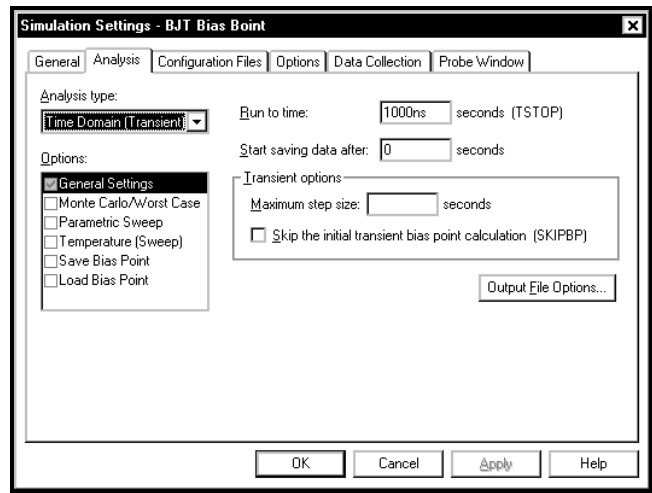 Simulation Settings - BJT Bias Boint
General Analysis Configuration Files Options Data Collection Probe Window
Analysis type:
Time Domain (Transient)
Options:
General Settings
Monte Carlo/Worst Case
Parametric Sweep
Temperature (Sweep)
Save Bias Point
Load Bias Point
Run to time: 1000ns seconds (TSTOP)
Start saving data after: 0 seconds
Transient options
Maximum step size: seconds
Skip the initial transient bias point calculation (SKIPBP)
Output File Options...
OK Cancel Apply Help